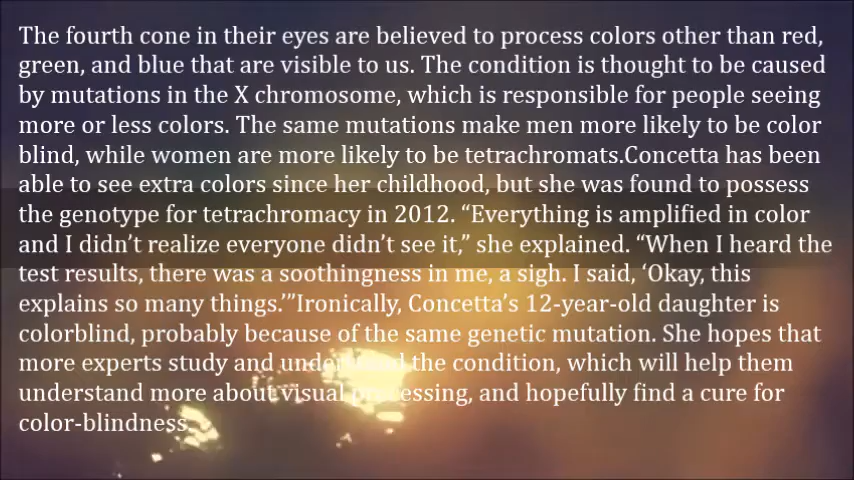 The fourth cone in their eyes are believed to process colors other than red,
green, and blue that are visible to us. The condition is thought to be caused
by mutations in the X chromosome, which is responsible for people seeing
more or less colors. The same mutations make men more likely to be color
blind, while women are more likely to be tetrachromats.Concetta has been
able to see extra colors since her childhood, but she was found to possess
the genotype for tetrachromacy in 2012. “Everything is amplified in color
and I didn’t realize everyone didn’t see it,” she explained. “When I heard the
test results, there was a soothingness in me, a sigh. I said, ‘Okay, this
explains so many things.’”Ironically, Concetta’s 12-year-old daughter is
colorblind, probably because of the same genetic mutation. She hopes that
more experts study and understand the condition, which will help them
understand more about visual processing, and hopefully find a cure for
color-blindness.